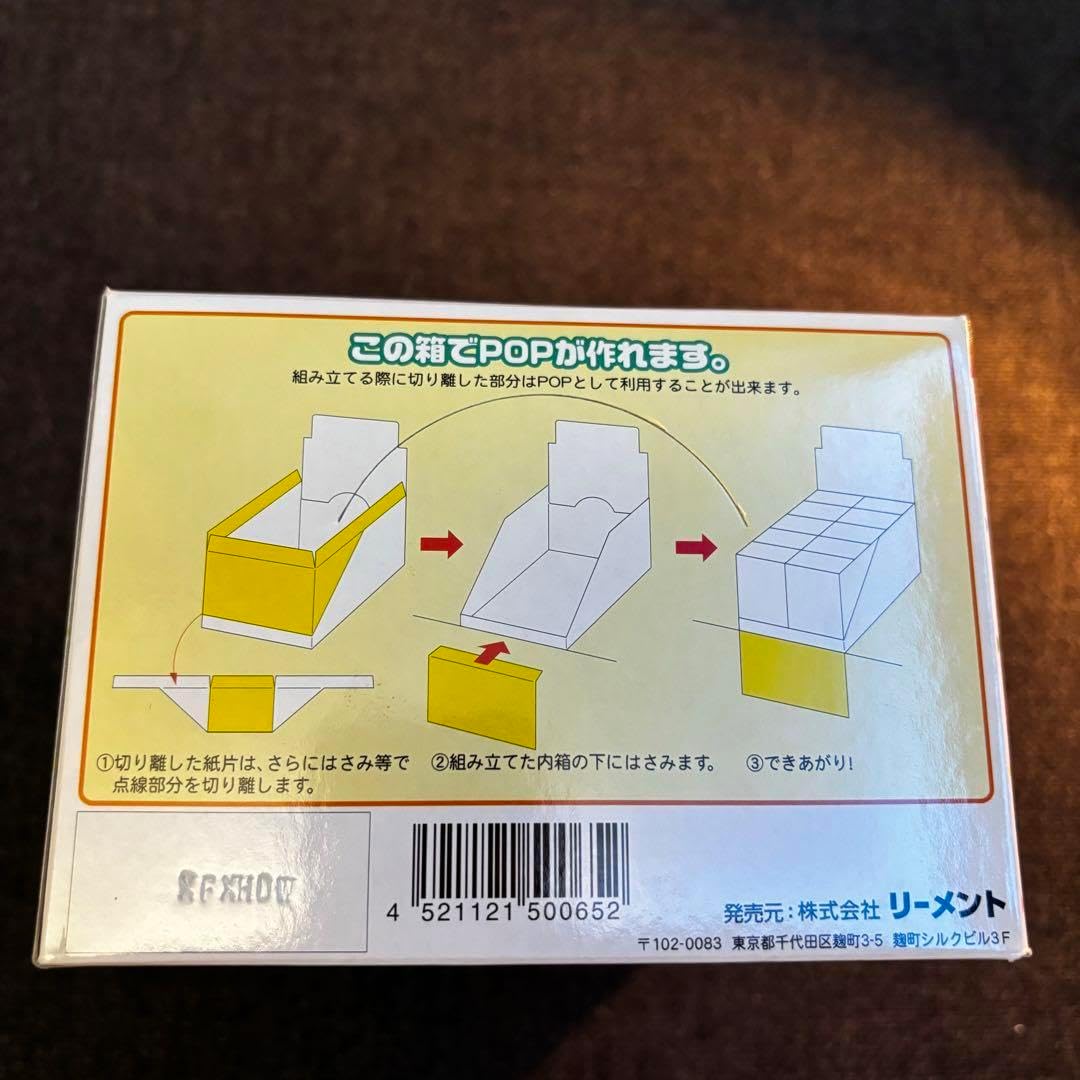 この箱でPOPが作れます。
組み立てる際に切り離した部分はPOPとして利用することが出来ます。
①切り離した紙片は、さらにはさみ等で
点線部分を切り離します。
②組み立てた内箱の下にはさみます。
③できあがり!
4 521121 500652
発売元:株式会社 リーメント
〒102-0083 東京都千代田区麹町3-5 麹町シルクビル3F